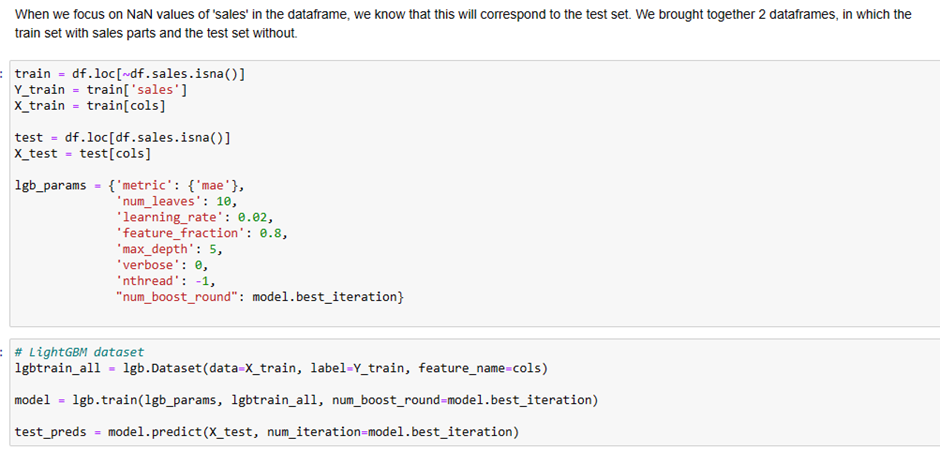 When we focus on NaN values of 'sales' in the dataframe, we know that this will correspond to the test set. We brought together 2 dataframes, in which the
train set with sales parts and the test set without.
: train = df.loc[~df.sales.isna()]
Y_train = train['sales']
X_train = train[cols]
test = df.loc[df.sales.isna()]
X_test = test[cols]
lgb_params = {'metric': {'mae'},
'num_leaves': 10,
'learning_rate': 0.02,
'feature_fraction': 0.8,
'max_depth': 5,
'verbose': 0,
'nthread': -1,
"num_boost_round": model.best_iteration}
: # LightGBM dataset
lgbtrain_all = lgb.Dataset(data=X_train, label=Y_train, feature_name=cols)
model = lgb.train(lgb_params, lgbtrain_all, num_boost_round=model.best_iteration)
test_preds = model.predict(X_test, num_iteration=model.best_iteration)